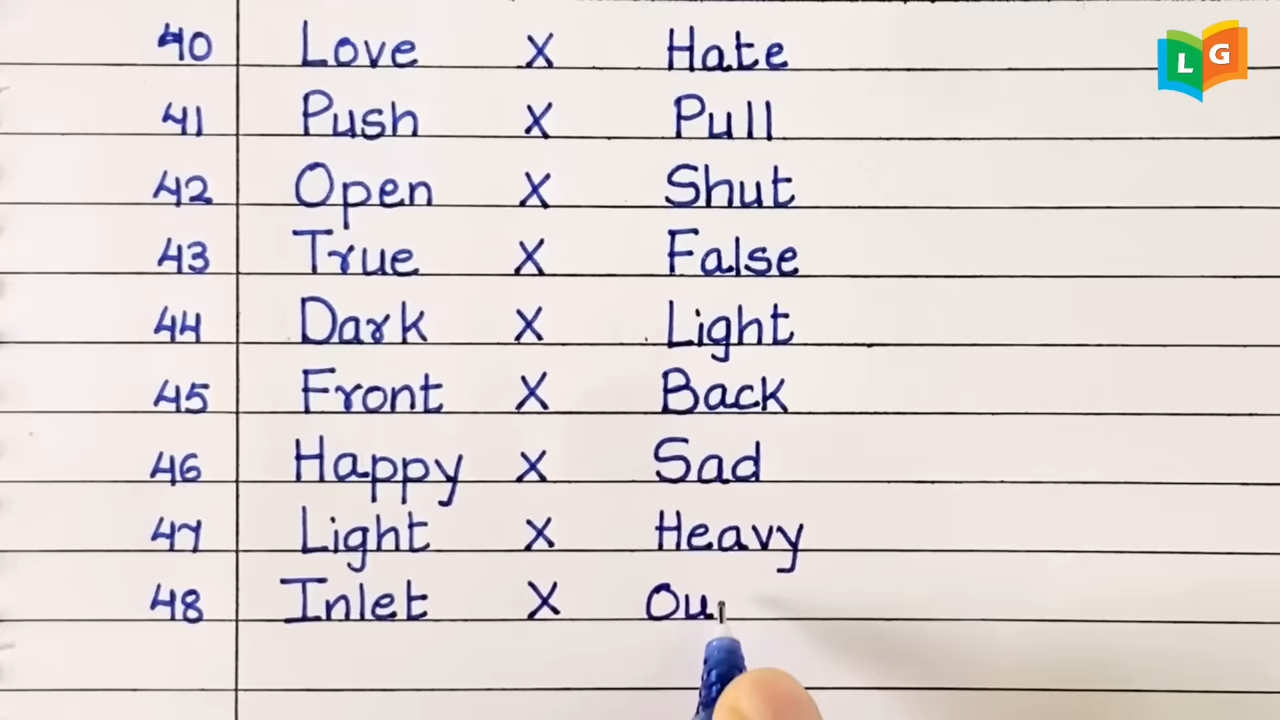 L G
40 Love X Hate
41 Push X Pull
42 Open X Shut
43 True X False
44 Dark X Light
45 Front X Back
46 Happy X Sad
47 Light X Heavy
48 Inlet X Ou